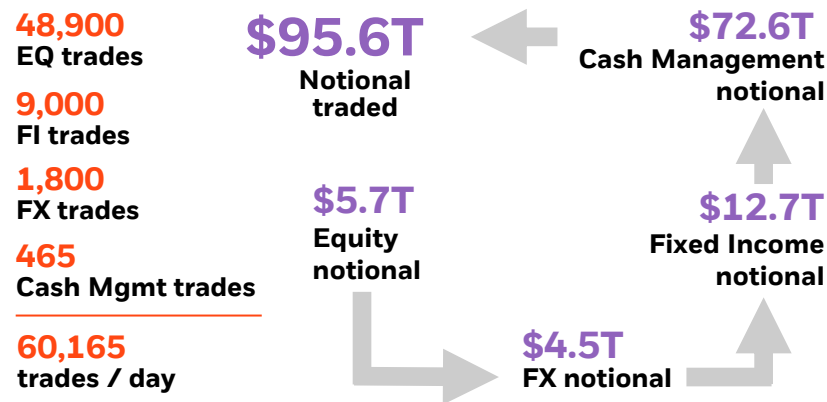 48,900
EQ trades
9,000
FI trades
1,800
FX trades
465
Cash Mgmt trades
60,165
trades / day
$95.6T
Notional
traded
$5.7T
Equity
notional
$4.5T
FX notional
$12.7T
Fixed Income
notional
$72.6T
Cash Management
notional